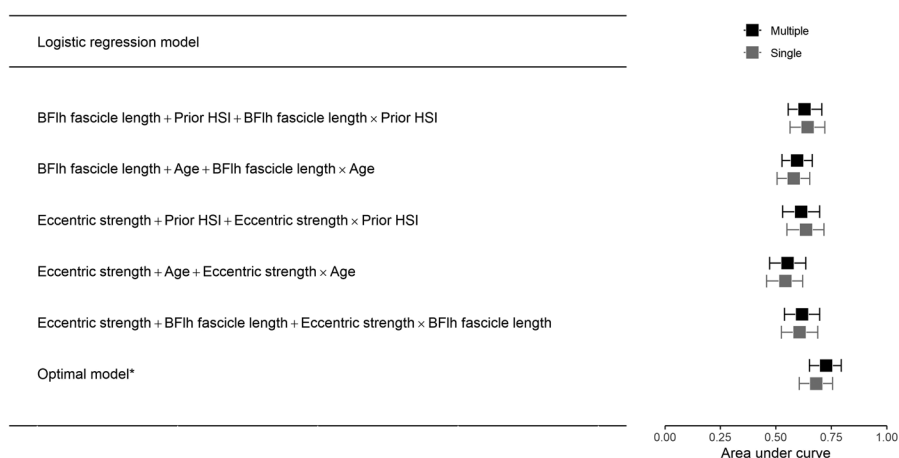 Logistic regression model
Multiple
Single
BFlh fascicle length + Prior HSI + BFlh fascicle length × Prior HSI
BFlh fascicle length + Age + BFlh fascicle length × Age
Eccentric strength + Prior HSI + Eccentric strength × Prior HSI
Eccentric strength + Age + Eccentric strength × Age
Eccentric strength + BFlh fascicle length + Eccentric strength × BFlh fascicle length
Optimal model*
0.00 0.25 0.50 0.75 1.00
Area under curve